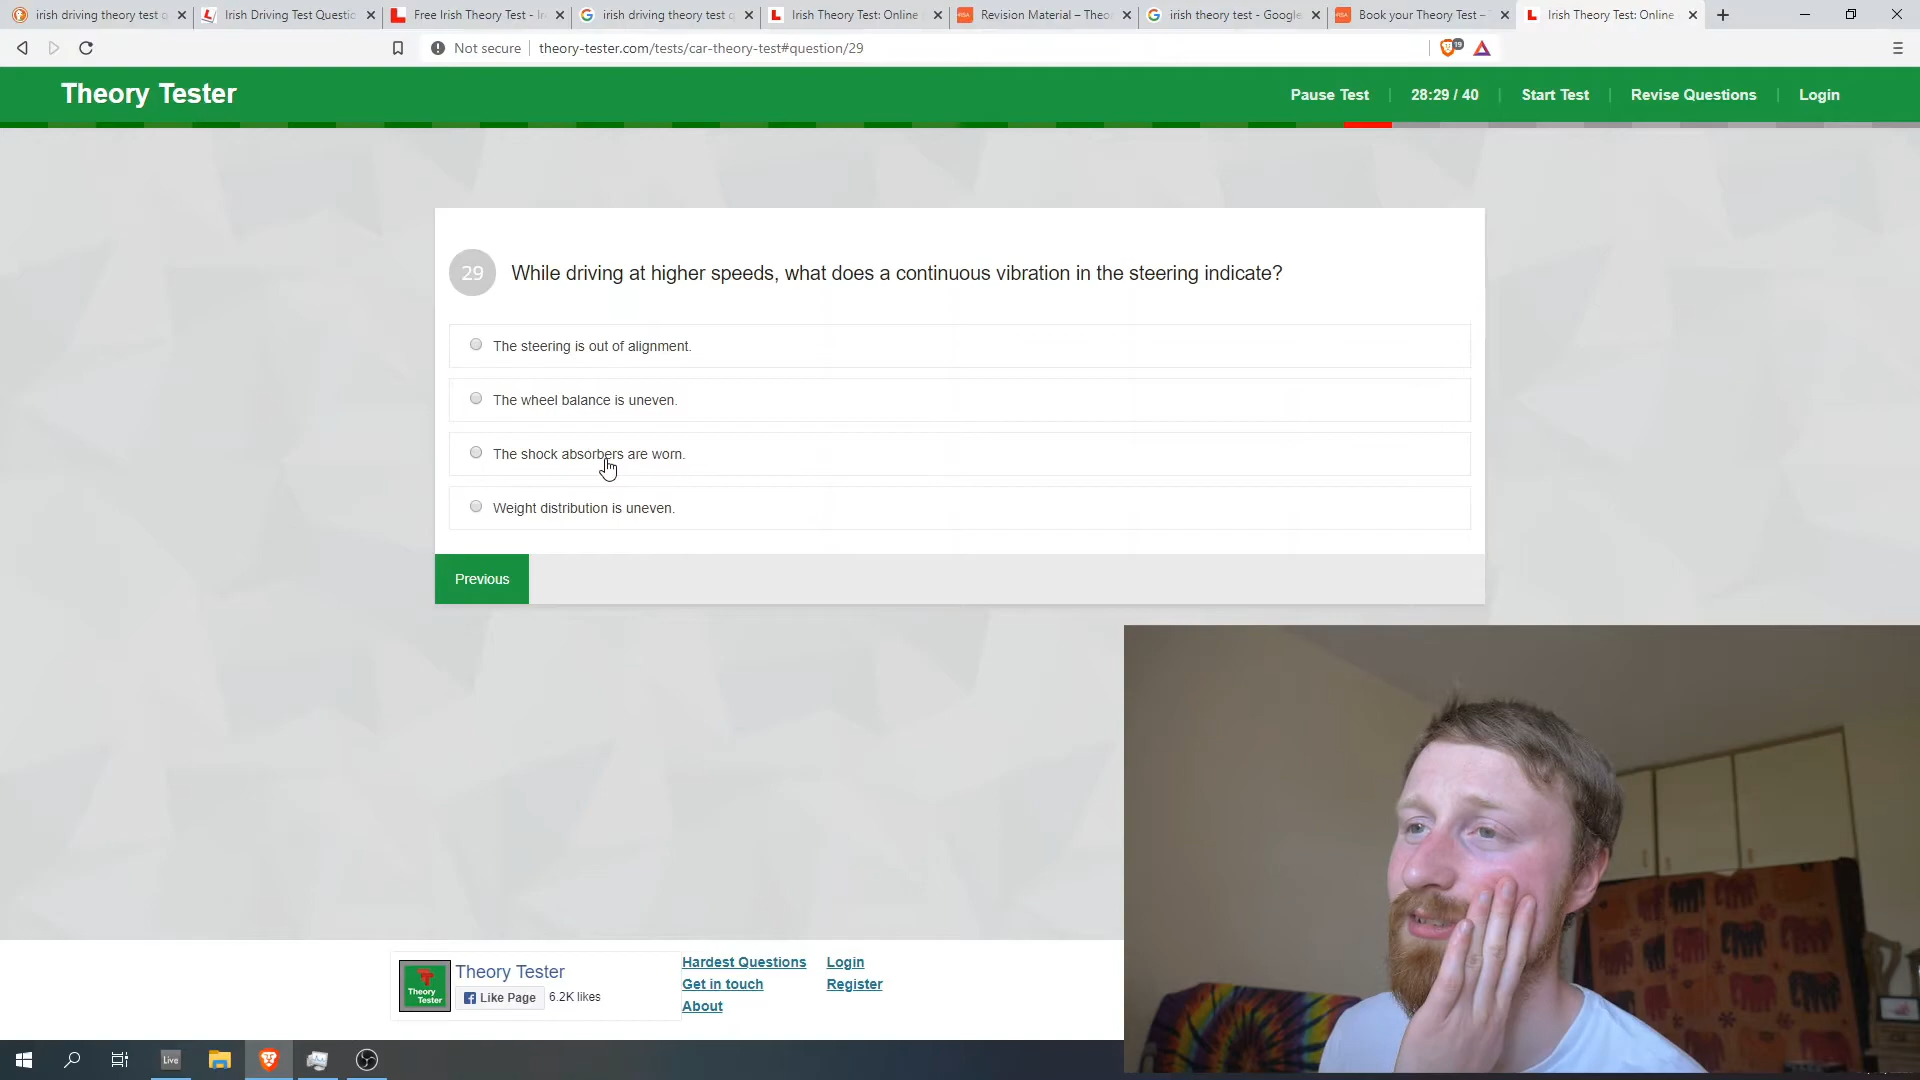 irish driving theory test o
Irish Driving Test Questio
Free Irish Theory Test - Ir
irish driving theory test q
Irish Theory Test: Online
Revision Material – Theo
irish theory test - Google
Book your Theory Test –
Irish Theory Test: Online
Not secure
theory-tester.com/tests/car-theory-test#question/29
19
Theory Tester
Pause Test
28:29 / 40
Start Test
Revise Questions
Login
29
While driving at higher speeds, what does a continuous vibration in the steering indicate?
The steering is out of alignment.
The wheel balance is uneven.
The shock absorbers are worn.
Weight distribution is uneven.
Previous
Theory Tester
Theory Tester
Like Page
6.2K likes
Hardest Questions
Login
Get in touch
Register
About
Live